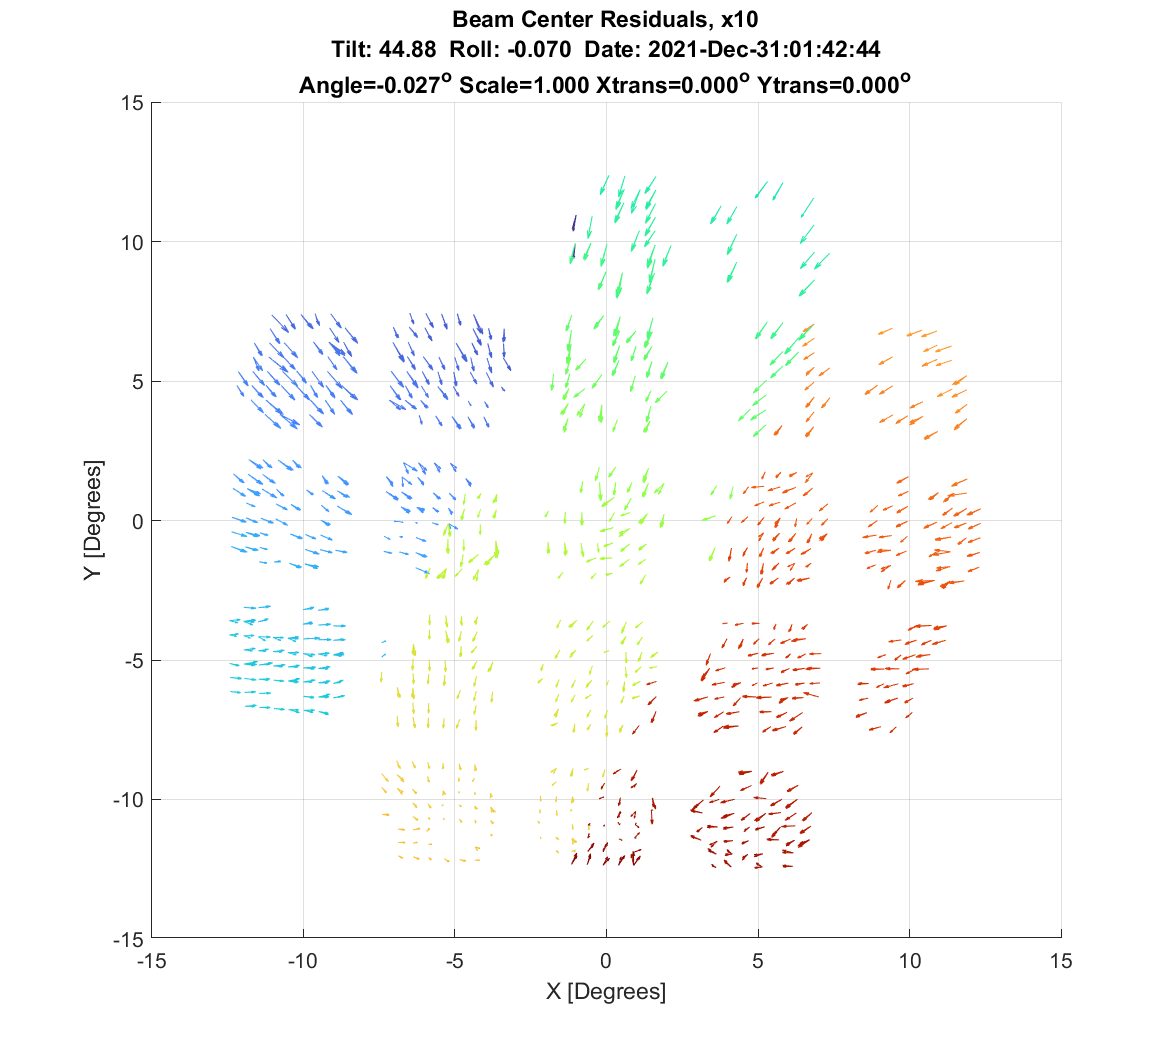 Beam Center Residuals, x10
Tilt: 44.88  Roll: -0.070  Date: 2021-Dec-31:01:42:44
Angle=-0.027° Scale=1.000 Xtrans=0.000° Ytrans=0.000°
15
10
5
0
-5
-10
-15
Y [Degrees]
-15 -10 -5 0 5 10 15
X [Degrees]